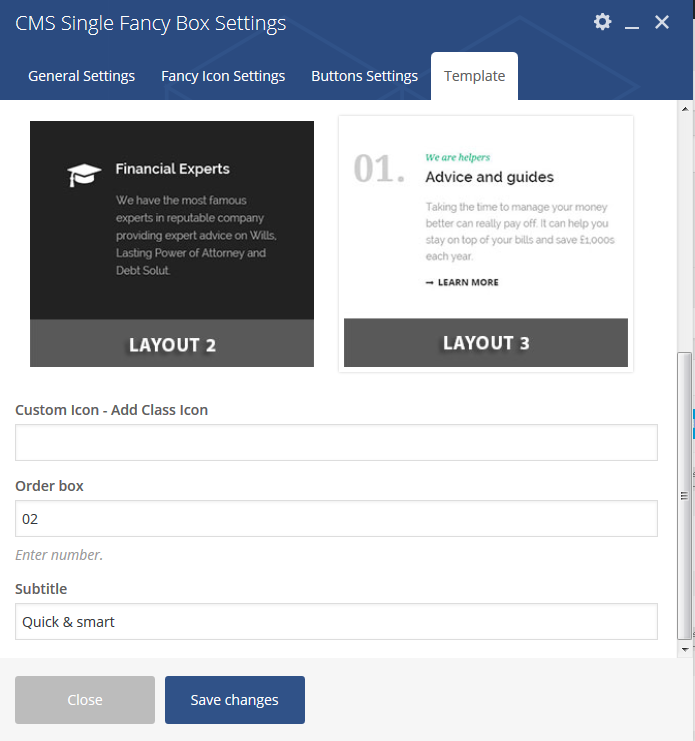 CMS Single Fancy Box Settings
General Settings Fancy Icon Settings Buttons Settings Template
Financial Experts
We have the most famous
experts in reputable company
providing expert advice on Wills,
Lasting Power of Attorney and
Debt Solut.
LAYOUT 2
01.
We are helpers
Advice and guides
Taking the time to manage your money
better can really pay off. It can help you
stay on top of your bills and save £1,000s
each year.
→ LEARN MORE
LAYOUT 3
Custom Icon - Add Class Icon
Order box
02
Enter number.
Subtitle
Quick & smart
Close Save changes